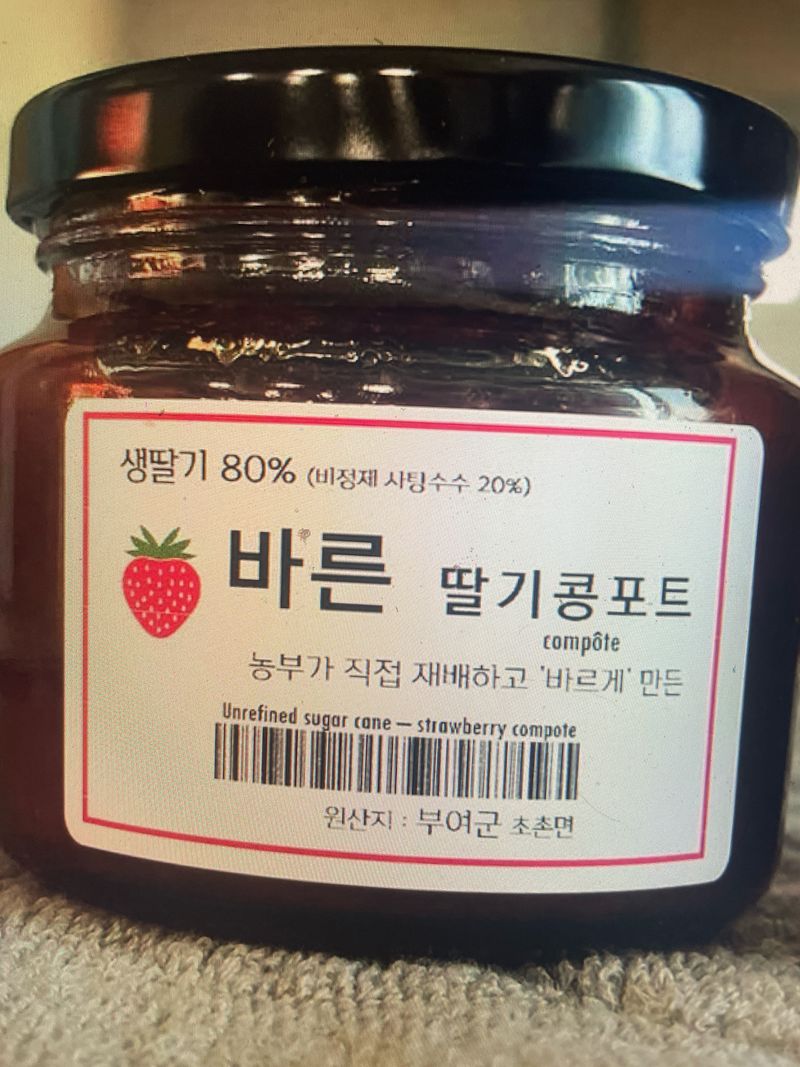 생딸기 80% (비정제 사탕수수 20%)
바른 딸기콩포트
compôte
농부가 직접 재배하고 '바르게' 만든
Unrefined sugar cane – strawberry compote
원산지 : 부여군 초촌면